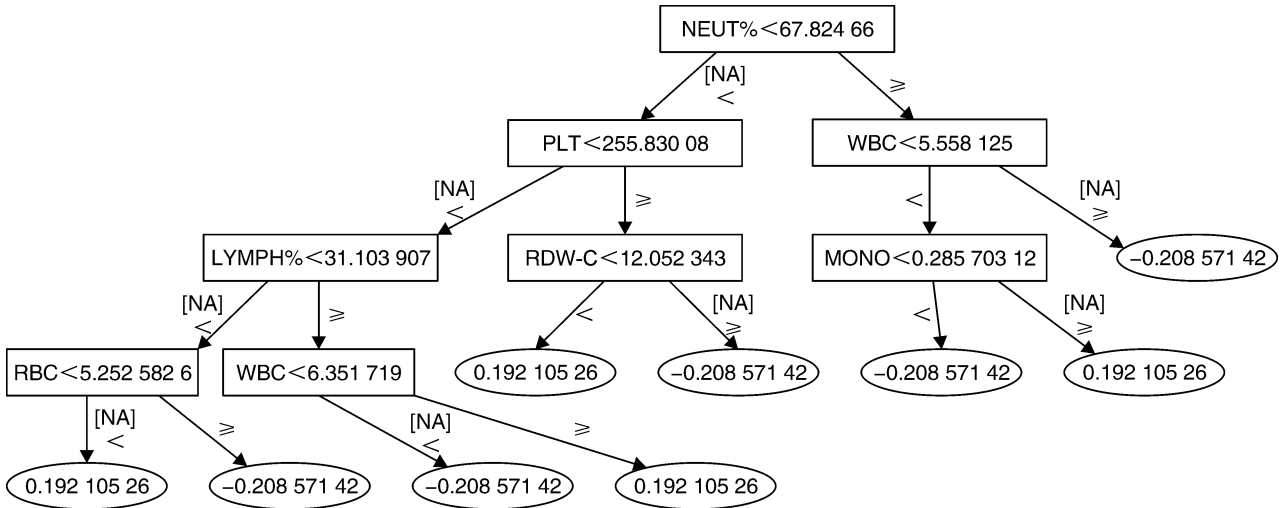 NEUT%<67.824 66
[NA]
<
≥
PLT<255.830 08
WBC<5.558 125
[NA]
<
≥
<
[NA]
≥
LYMPH%<31.103 907
RDW-C<12.052 343
MONO<0.285 703 12
−0.208 571 42
[NA]
<
≥
<
[NA]
≥
<
[NA]
≥
RBC<5.252 582 6
WBC<6.351 719
0.192 105 26
−0.208 571 42
−0.208 571 42
0.192 105 26
[NA]
<
≥
[NA]
<
≥
0.192 105 26
−0.208 571 42
−0.208 571 42
0.192 105 26